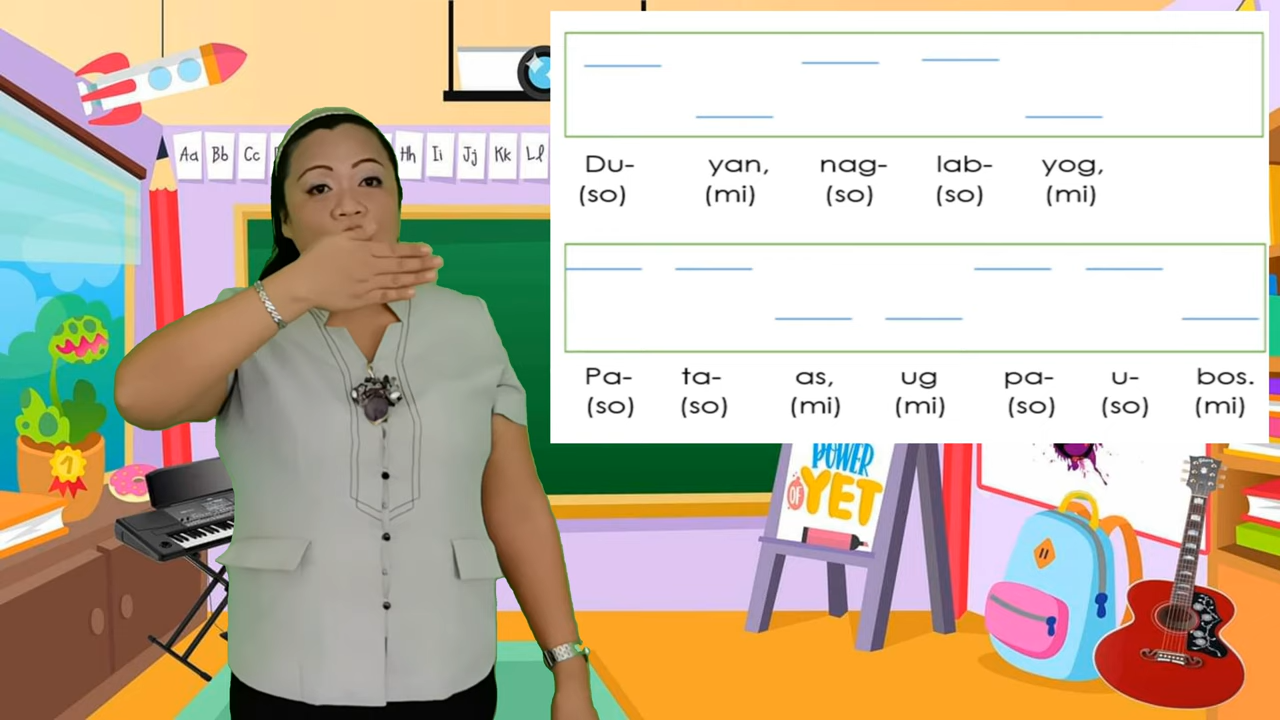 Du- yan, nag- lab- yog,
(so) (mi) (so) (so) (mi)
Pa- ta- as, ug pa- u- bos.
(so) (so) (mi) (mi) (so) (so) (mi)
Aa Bb Cc Hh Ii Jj Kk Ll
POWER
OF YET
1